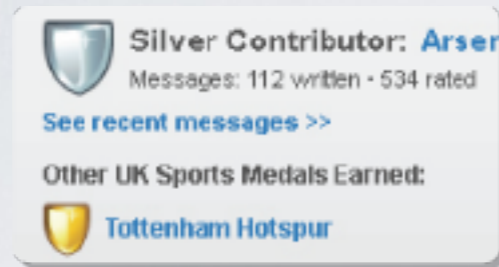 Silver Contributor: Arser
Messages: 112 written · 534 rated
See recent messages >>
Other UK Sports Medals Earned:
Tottenham Hotspur